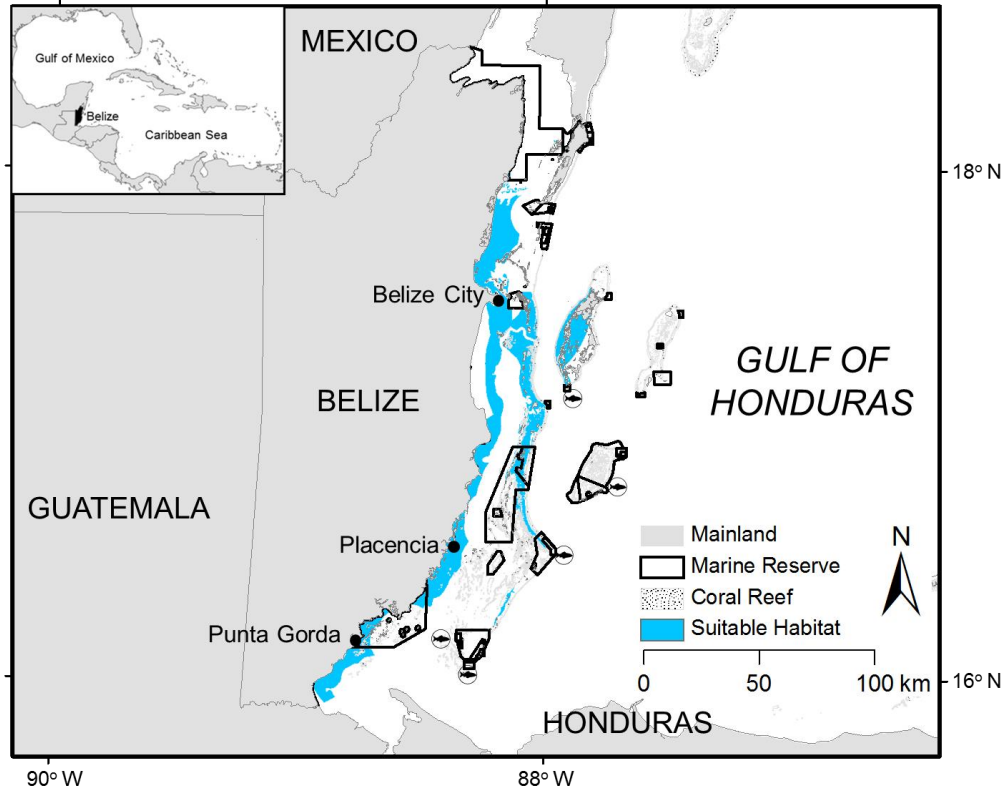 MEXICO
Gulf of Mexico
Belize
Caribbean Sea
18° N
Belize City
GULF OF
HONDURAS
BELIZE
GUATEMALA
Placencia
Punta Gorda
Mainland
Marine Reserve
Coral Reef
Suitable Habitat
N
0 50 100 km
16° N
HONDURAS
90° W 88° W